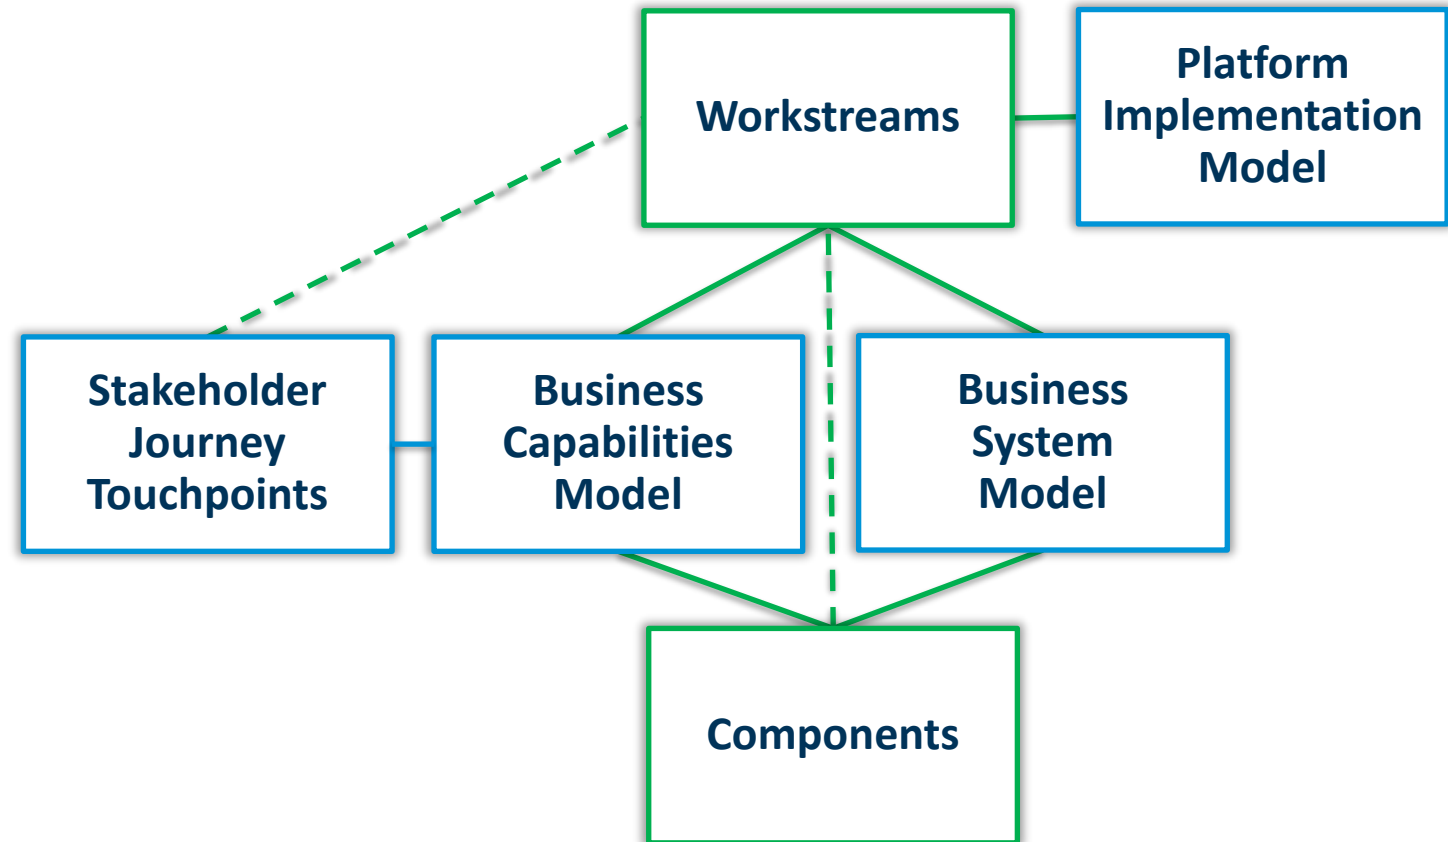 Workstreams
Platform
Implementation
Model
Stakeholder
Journey
Touchpoints
Business
Capabilities
Model
Business
System
Model
Components